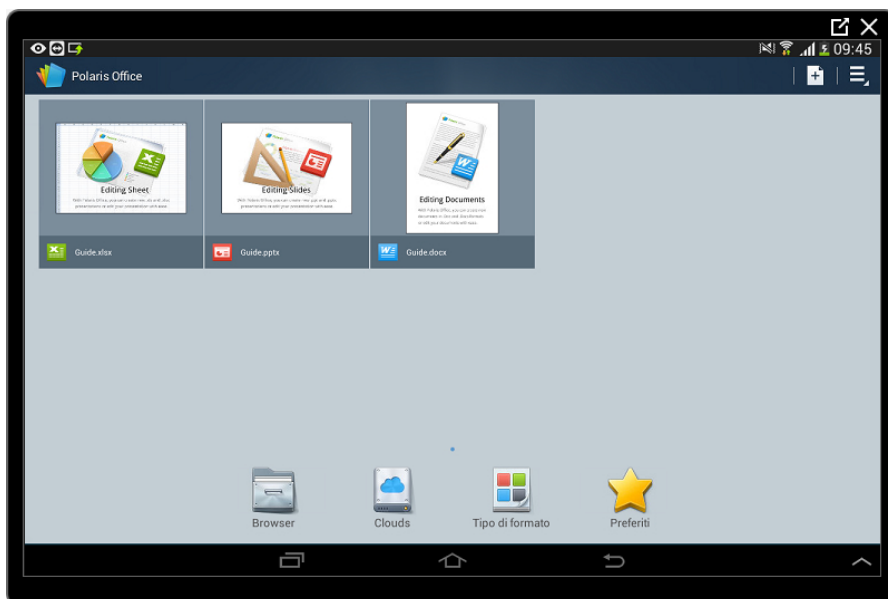 09:45
Polaris Office
Editing Sheet
Editing Slides
Editing Documents
Guide.xlsx
Guide.pptx
Guide.docx
Browser
Clouds
Tipo di formato
Preferiti